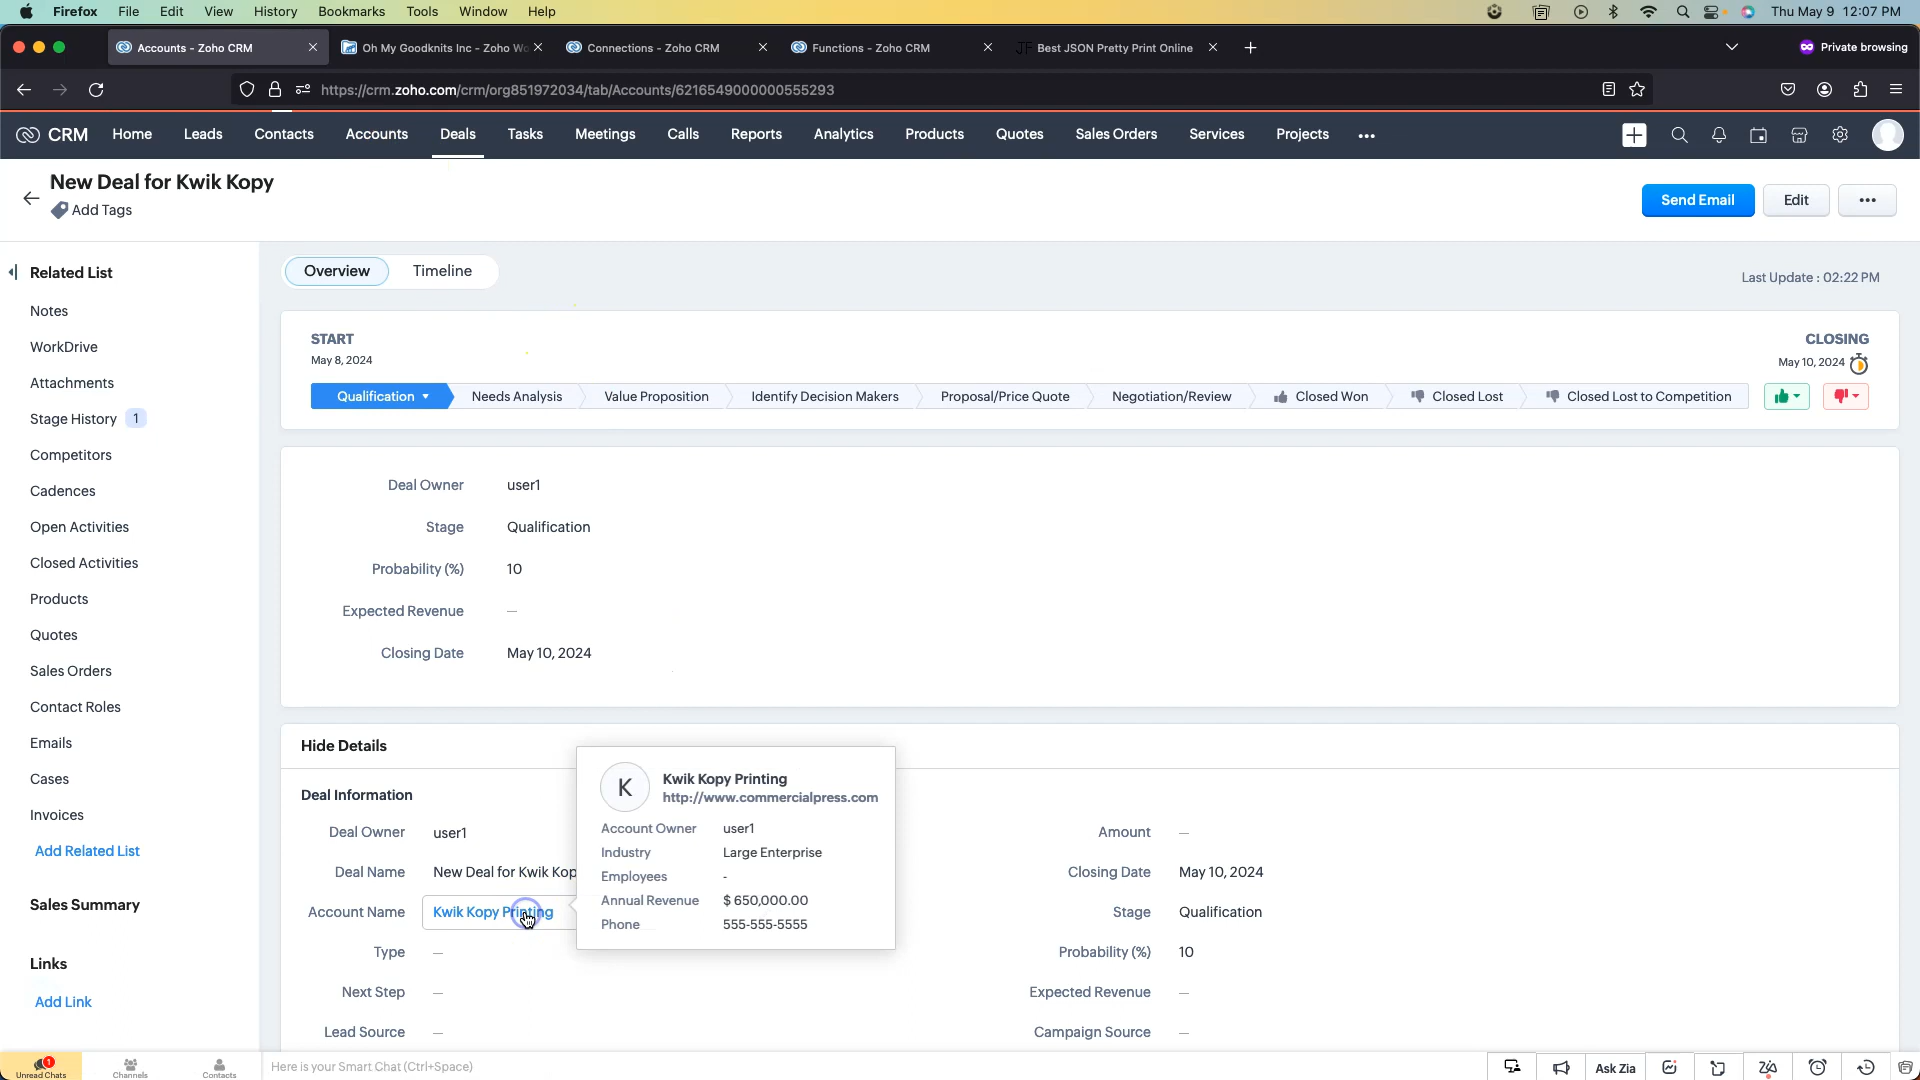 Firefox File Edit View History Bookmarks Tools Window Help Thu May 9 12:07 PM
Accounts - Zoho CRM Oh My Goodknits Inc - Zoho Wo Connections - Zoho CRM Functions - Zoho CRM JF Best JSON Pretty Print Online Private browsing
https://crm.zoho.com/crm/org851972034/tab/Accounts/6216549000000555293
CRM Home Leads Contacts Accounts Deals Tasks Meetings Calls Reports Analytics Products Quotes Sales Orders Services Projects
New Deal for Kwik Kopy
Add Tags
Send Email Edit
Related List
Notes
WorkDrive
Attachments
Stage History 1
Competitors
Cadences
Open Activities
Closed Activities
Products
Quotes
Sales Orders
Contact Roles
Emails
Cases
Invoices
Add Related List
Sales Summary
Links
Add Link
Overview Timeline
Last Update : 02:22 PM
START
May 8, 2024
CLOSING
May 10, 2024
Qualification Needs Analysis Value Proposition Identify Decision Makers Proposal/Price Quote Negotiation/Review Closed Won Closed Lost Closed Lost to Competition
Deal Owner user1
Stage Qualification
Probability (%) 10
Expected Revenue —
Closing Date May 10, 2024
Hide Details
Deal Information
Deal Owner user1
Deal Name New Deal for Kwik Kop
Account Name Kwik Kopy Printing
Type —
Next Step —
Lead Source —
K
Kwik Kopy Printing
http://www.commercialpress.com
Account Owner user1
Industry Large Enterprise
Employees -
Annual Revenue $ 650,000.00
Phone 555-555-5555
Amount —
Closing Date May 10, 2024
Stage Qualification
Probability (%) 10
Expected Revenue —
Campaign Source —
1
Unread Chats Channels Contacts Here is your Smart Chat (Ctrl+Space) Ask Zia